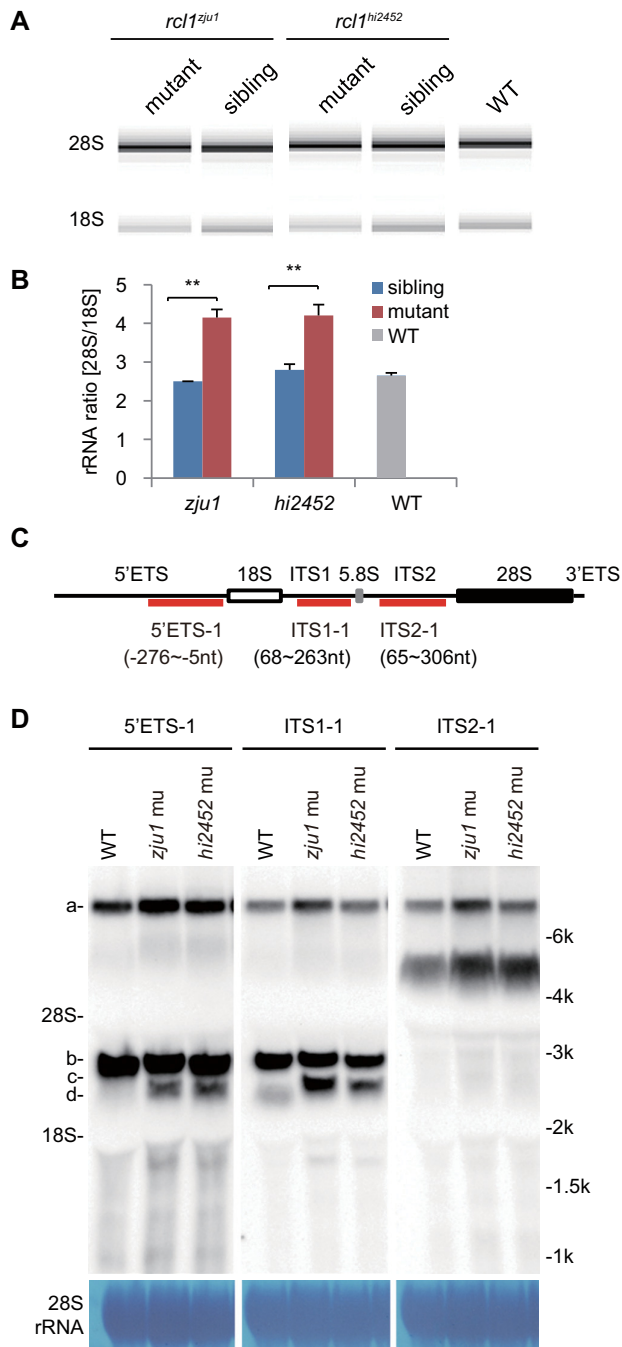 A
rcl1zju1 rcl1hi2452
mutant sibling mutant sibling WT
28S
18S
B
rRNA ratio [28S/18S]
5
4
3
2
1
0
** **
sibling
mutant
WT
zju1 hi2452 WT
C
5’ETS 18S ITS1 5.8S ITS2 28S 3’ETS
5’ETS-1 ITS1-1 ITS2-1
(-276~-5nt) (68~263nt) (65~306nt)
D
5’ETS-1 ITS1-1 ITS2-1
WT zju1 mu hi2452 mu WT zju1 mu hi2452 mu WT zju1 mu hi2452 mu
a-
-6k
-4k
28S-
b-
-3k
c-
d-
-2k
18S-
-1.5k
-1k
28S
rRNA